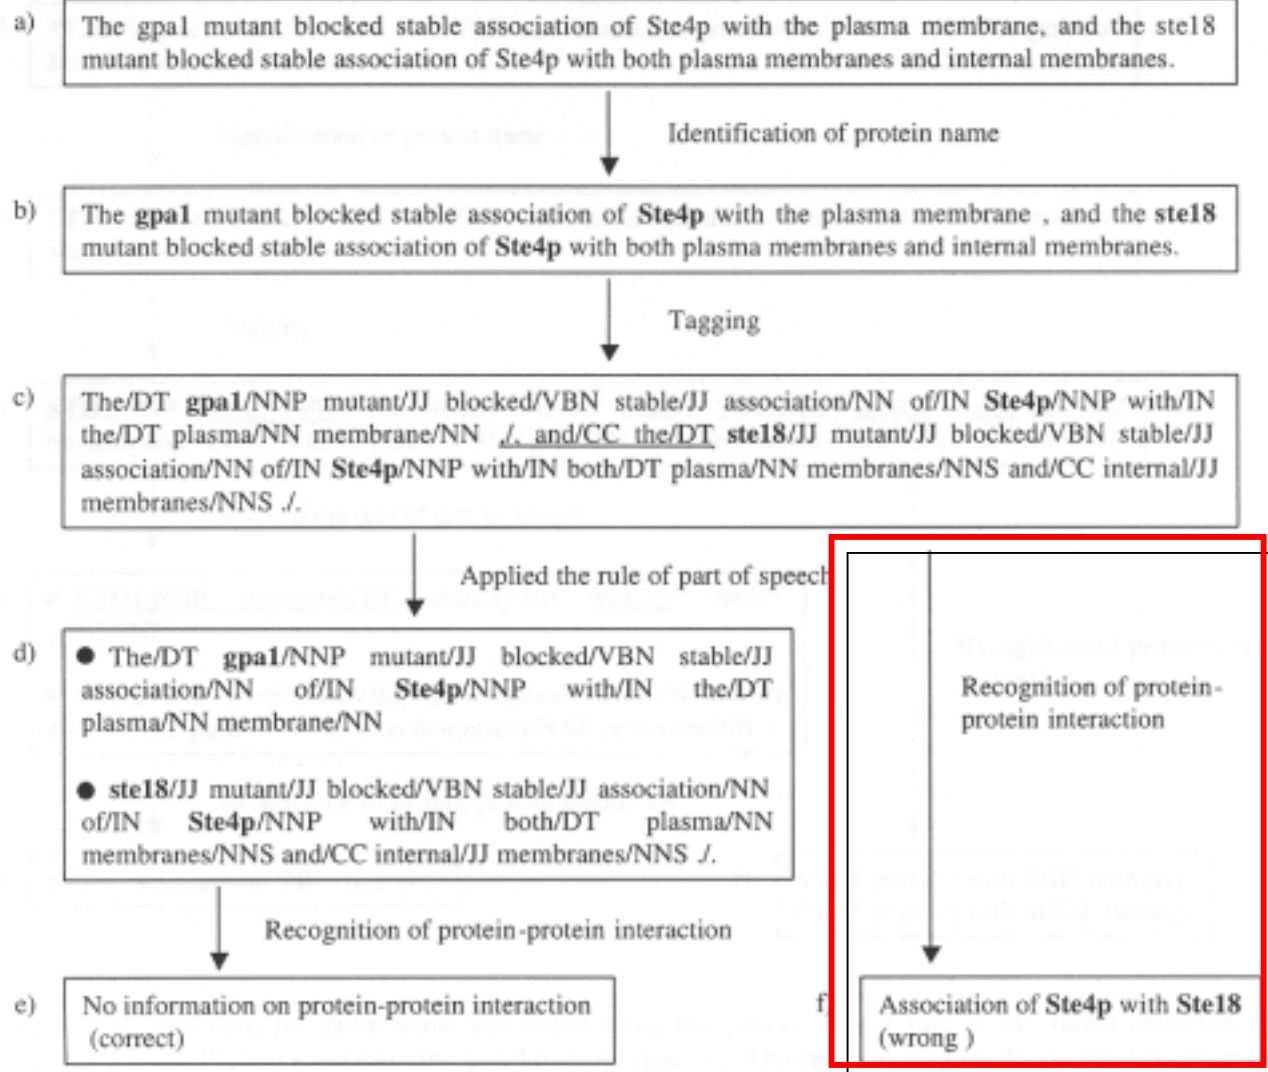 a)
The gpa1 mutant blocked stable association of Ste4p with the plasma membrane, and the ste18
mutant blocked stable association of Ste4p with both plasma membranes and internal membranes.
Identification of protein name
b)
The gpa1 mutant blocked stable association of Ste4p with the plasma membrane , and the ste18
mutant blocked stable association of Ste4p with both plasma membranes and internal membranes.
Tagging
c)
The/DT gpa1/NNP mutant/JJ blocked/VBN stable/JJ association/NN of/IN Ste4p/NNP with/IN
the/DT plasma/NN membrane/NN ,/, and/CC the/DT ste18/JJ mutant/JJ blocked/VBN stable/JJ
association/NN of/IN Ste4p/NNP with/IN both/DT plasma/NN membranes/NNS and/CC internal/JJ
membranes/NNS ./.
Applied the rule of part of speech
d)
● The/DT gpa1/NNP mutant/JJ blocked/VBN stable/JJ
association/NN of/IN Ste4p/NNP with/IN the/DT
plasma/NN membrane/NN
● ste18/JJ mutant/JJ blocked/VBN stable/JJ association/NN
of/IN Ste4p/NNP with/IN both/DT plasma/NN
membranes/NNS and/CC internal/JJ membranes/NNS ./.
Recognition of protein-
protein interaction
Recognition of protein-protein interaction
e)
No information on protein-protein interaction
(correct)
f)
Association of Ste4p with Ste18
(wrong )